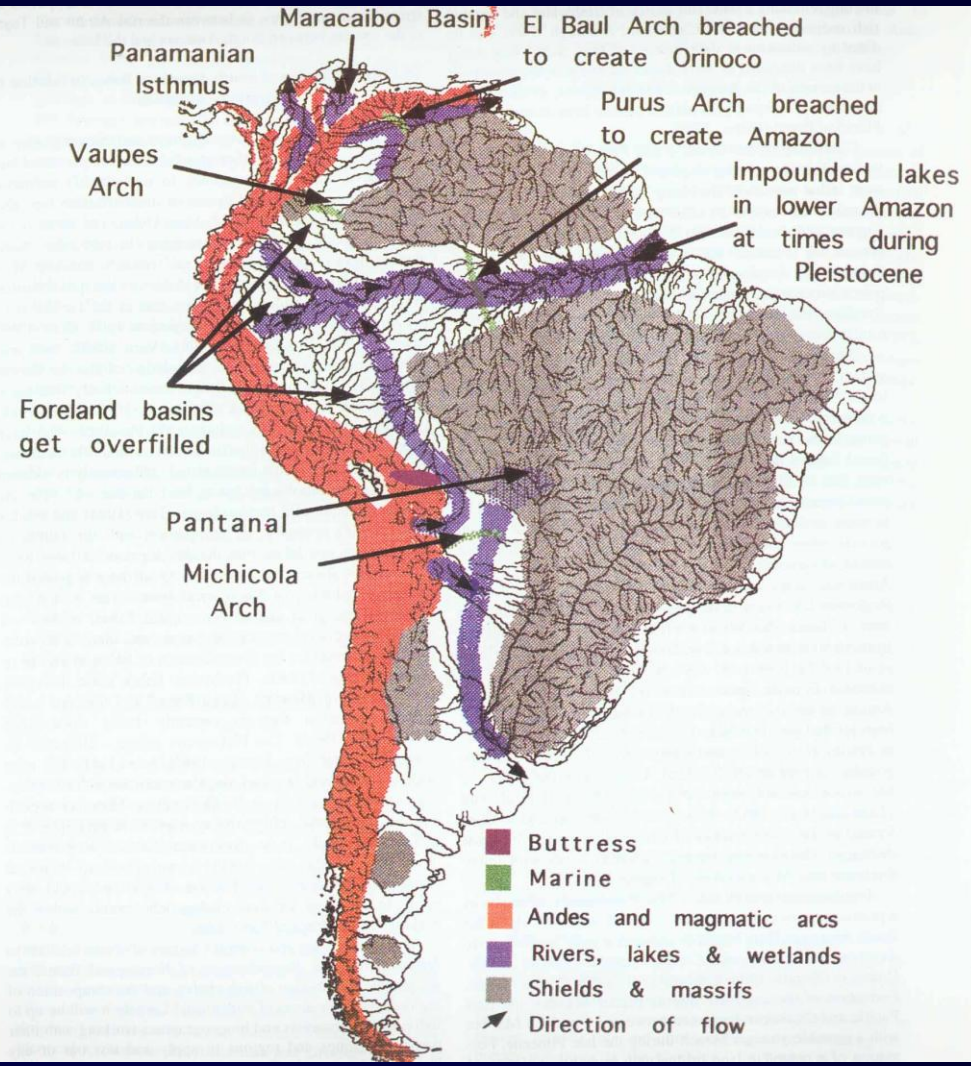 Maracaibo Basin
El Baul Arch breached
to create Orinoco
Panamanian
Isthmus
Purus Arch breached
to create Amazon
Vaupes
Arch
Impounded lakes
in lower Amazon
at times during
Pleistocene
Foreland basins
get overfilled
Pantanal
Michicola
Arch
Buttress
Marine
Andes and magmatic arcs
Rivers, lakes & wetlands
Shields & massifs
Direction of flow